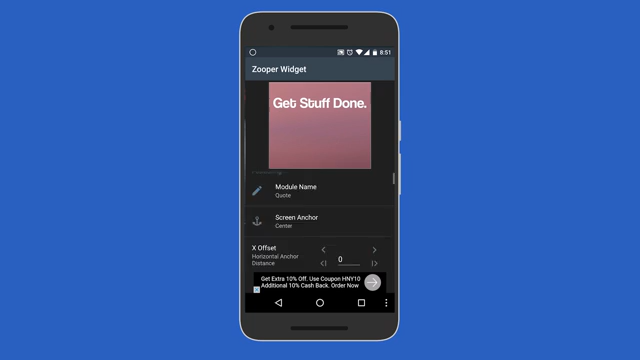 8:51
Zooper Widget
Get Stuff Done.
Module Name
Quote
Screen Anchor
Center
X Offset
Horizontal Anchor
Distance
0
Get Extra 10% Off. Use Coupon HNY10
Additional 10% Cash Back. Order Now